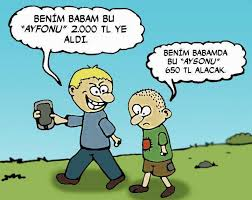 BENİM BABAM BU
"AYFONU" 2.000 TL YE
ALDI.
BENİM BABAMDA
BU "AYSONU"
650 TL ALACAK.